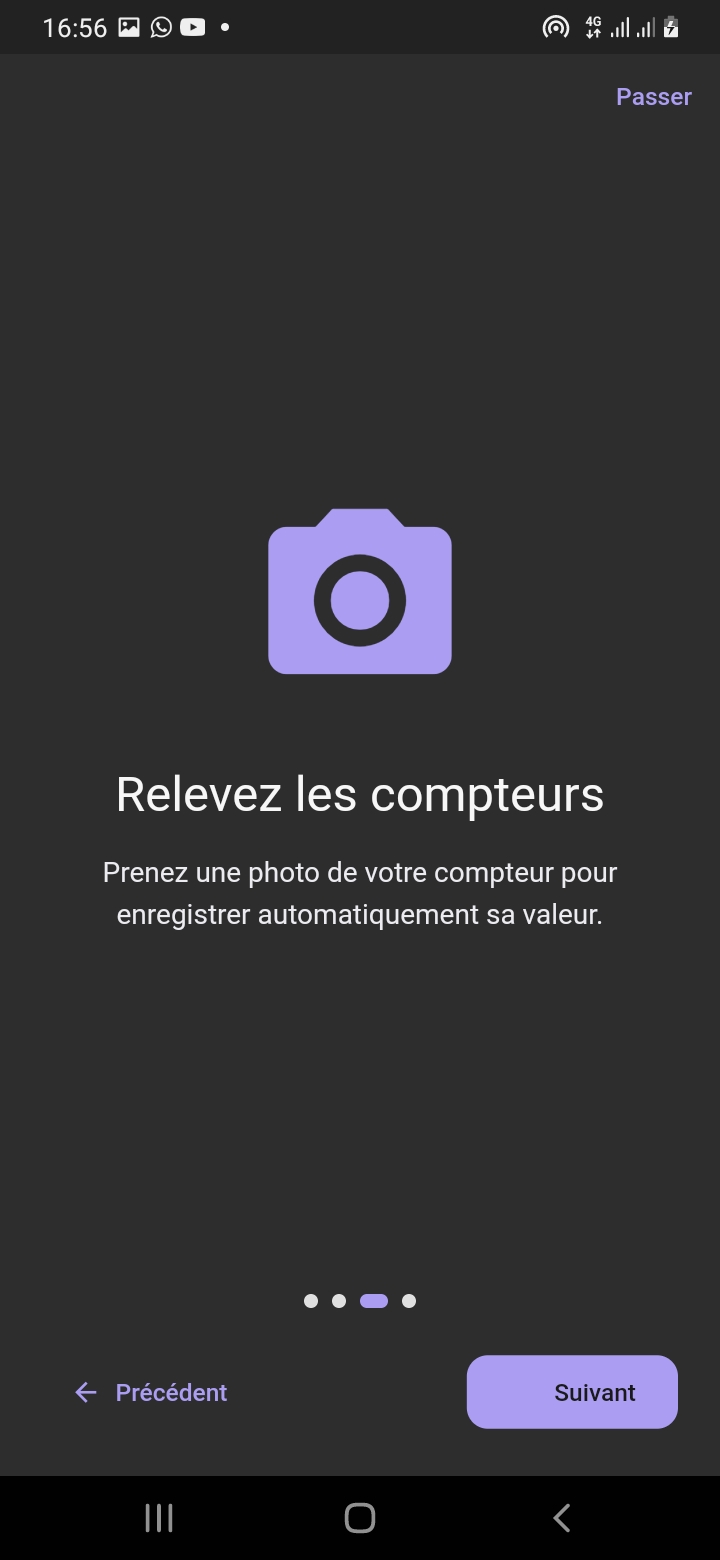 16:56
4G
Passer
Relevez les compteurs
Prenez une photo de votre compteur pour
enregistrer automatiquement sa valeur.
Précédent
Suivant